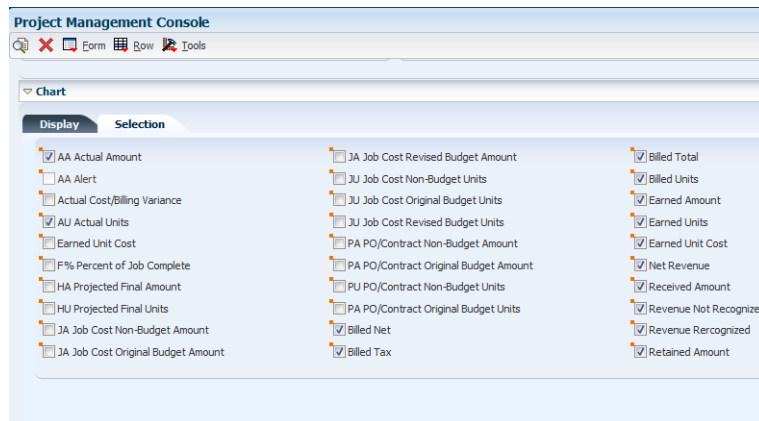 Project Management Console
Form Row Tools
Chart
Display Selection
AA Actual Amount
AA Alert
Actual Cost/Billing Variance
AU Actual Units
Earned Unit Cost
F% Percent of Job Complete
HA Projected Final Amount
HU Projected Final Units
JA Job Cost Non-Budget Amount
JA Job Cost Original Budget Amount
JA Job Cost Revised Budget Amount
JU Job Cost Non-Budget Units
JU Job Cost Original Budget Units
JU Job Cost Revised Budget Units
PA PO/Contract Non-Budget Amount
PA PO/Contract Original Budget Amount
PU PO/Contract Non-Budget Units
PA PO/Contract Original Budget Units
Billed Net
Billed Tax
Billed Total
Billed Units
Earned Amount
Earned Units
Earned Unit Cost
Net Revenue
Received Amount
Revenue Not Recognize
Revenue Rercognized
Retained Amount